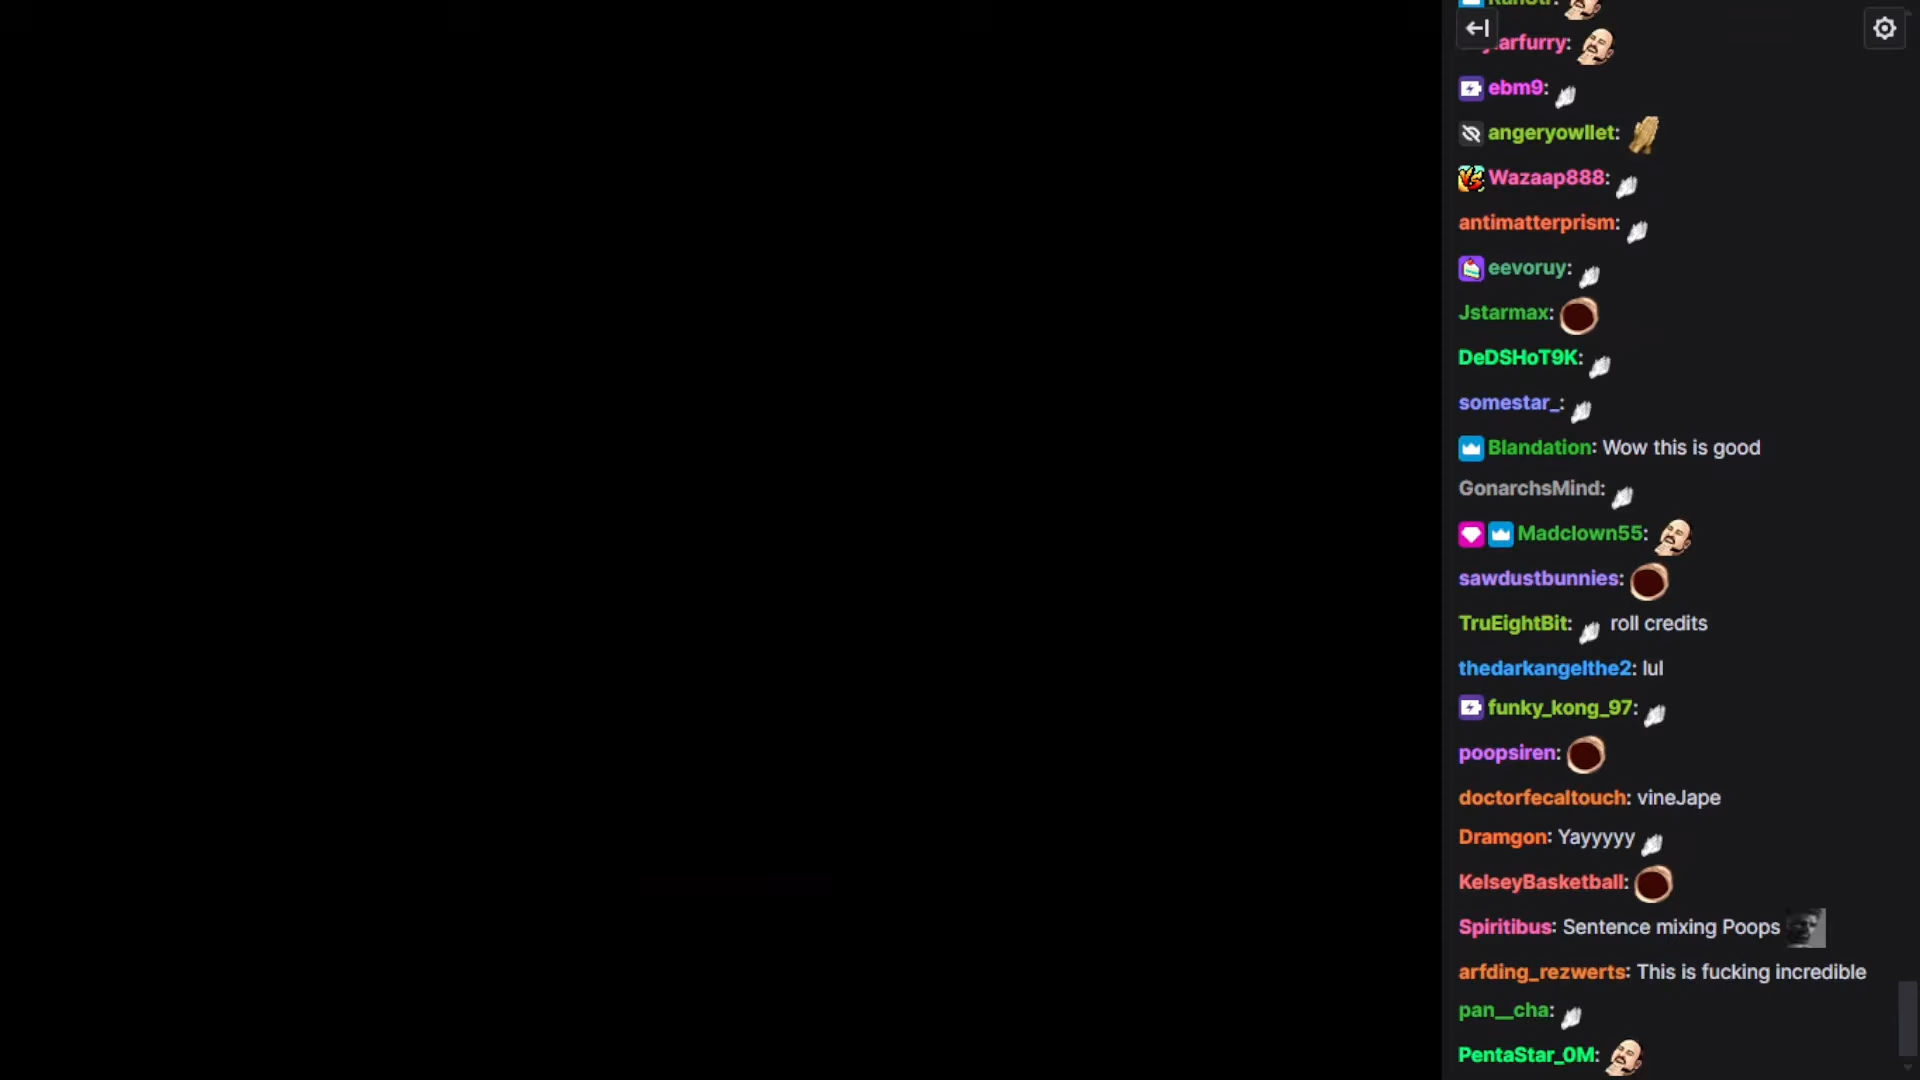 arfurry:
ebm9:
angeryowllet:
Wazaap888:
antimatterprism:
eevoruy:
Jstarmax:
DeDSHoT9K:
somestar_:
Blandation: Wow this is good
GonarchsMind:
Madclown55:
sawdustbunnies:
TruEightBit: roll credits
thedarkangelthe2: lul
funky_kong_97:
poopsiren:
doctorfecaltouch: vineJape
Dramgon: Yayyyyy
KelseyBasketball:
Spiritibus: Sentence mixing Poops
arfding_rezwerts: This is fucking incredible
pan__cha:
PentaStar_0M: